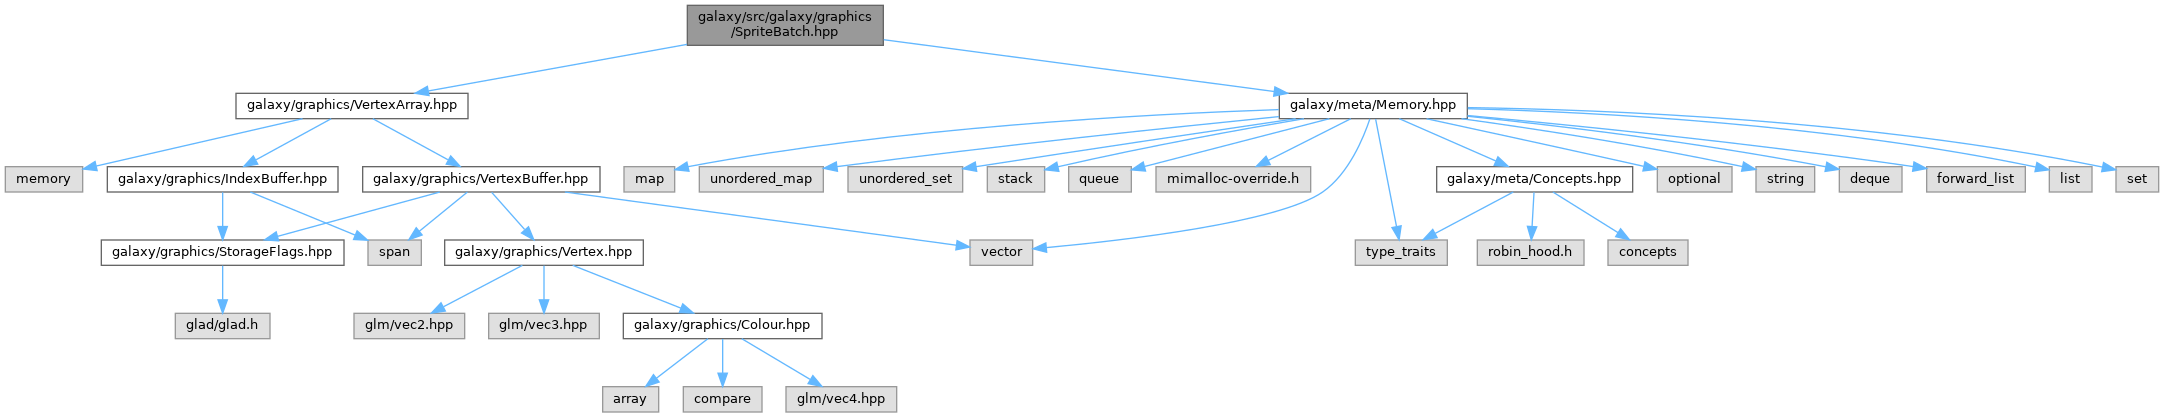 galaxy/src/galaxy/graphics
/SpriteBatch.hpp
galaxy/graphics/VertexArray.hpp
galaxy/meta/Memory.hpp
memory
galaxy/graphics/IndexBuffer.hpp
galaxy/graphics/VertexBuffer.hpp
map
unordered_map
unordered_set
stack
queue
mimalloc-override.h
galaxy/meta/Concepts.hpp
optional
string
deque
forward_list
list
set
galaxy/graphics/StorageFlags.hpp
span
galaxy/graphics/Vertex.hpp
vector
type_traits
robin_hood.h
concepts
glad/glad.h
glm/vec2.hpp
glm/vec3.hpp
galaxy/graphics/Colour.hpp
array
compare
glm/vec4.hpp